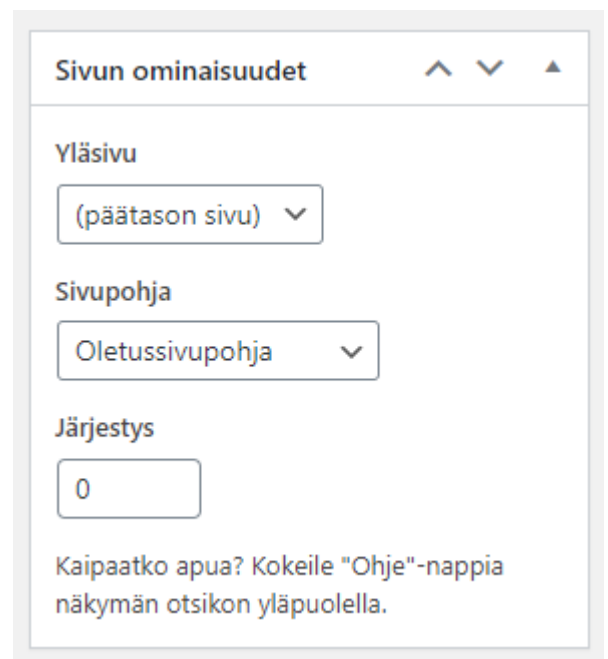 Sivun ominaisuudet
Yläsivu
(päätason sivu)
Sivupohja
Oletussivupohja
Järjestys
0
Kaipaatko apua? Kokeile "Ohje"-nappia
näkymän otsikon yläpuolella.